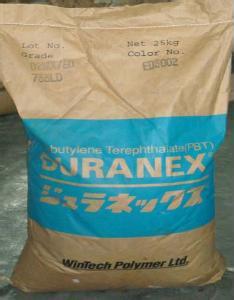 Lot No.
Net 25kg
Grade
Color No.
ED3002
butylene Terephthalate(PBT)
DURANEX
ジュラネックス
WinTech Polymer Ltd.